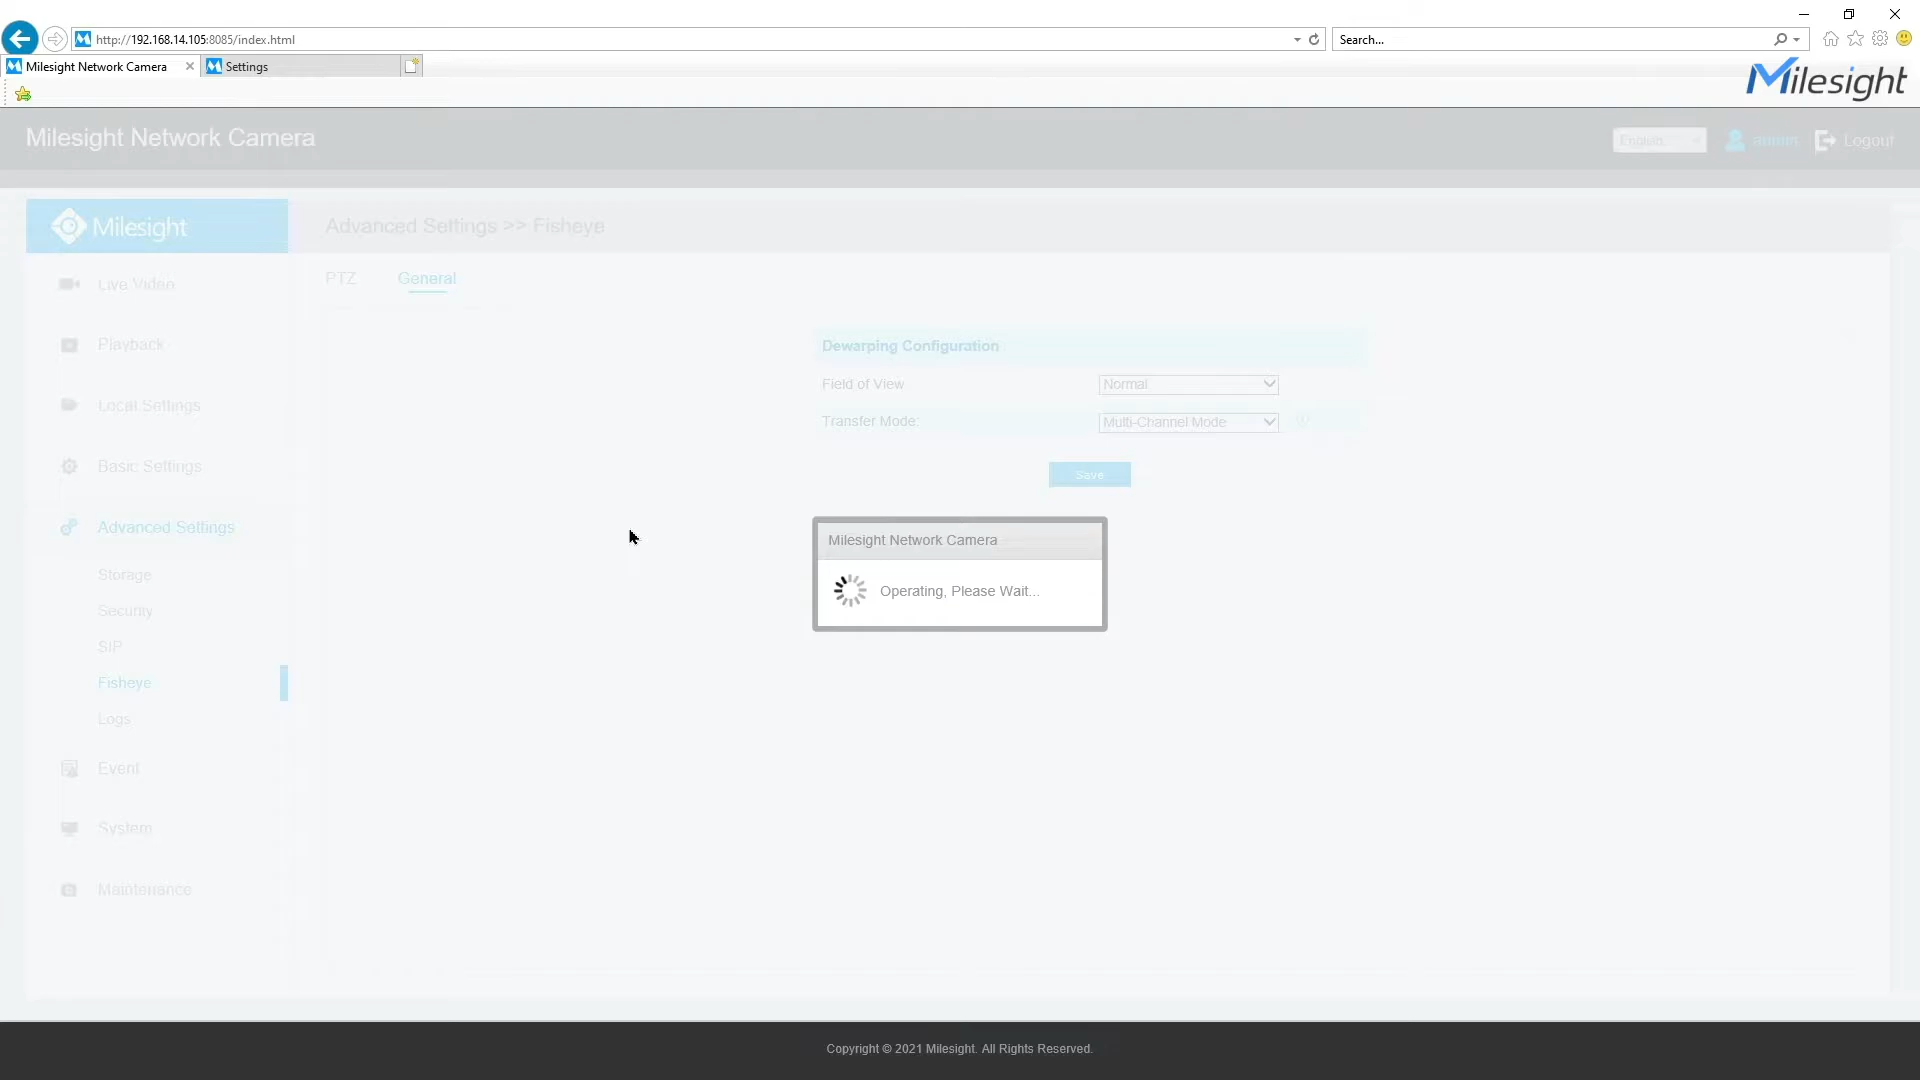 http://192.168.14.105:8085/index.html
Search...
Milesight Network Camera
Settings
Milesight
Milesight Network Camera
English
admin
Logout
Milesight
Advanced Settings >> Fisheye
Live Video
PTZ
General
Playback
Dewarping Configuration
Field of View
Normal
Local Settings
Transfer Mode:
Multi-Channel Mode
Basic Settings
Save
Advanced Settings
Milesight Network Camera
Storage
Operating, Please Wait...
Security
SIP
Fisheye
Logs
Event
System
Maintenance
Copyright © 2021 Milesight. All Rights Reserved.